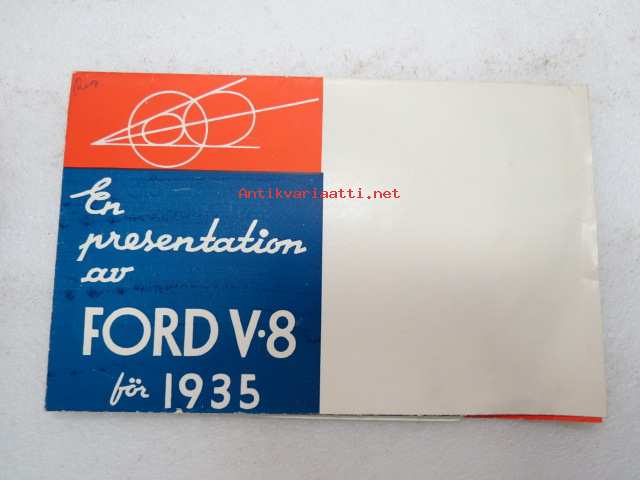 Antikvariaatti.net
En
presentation
av
FORD V·8
för 1935